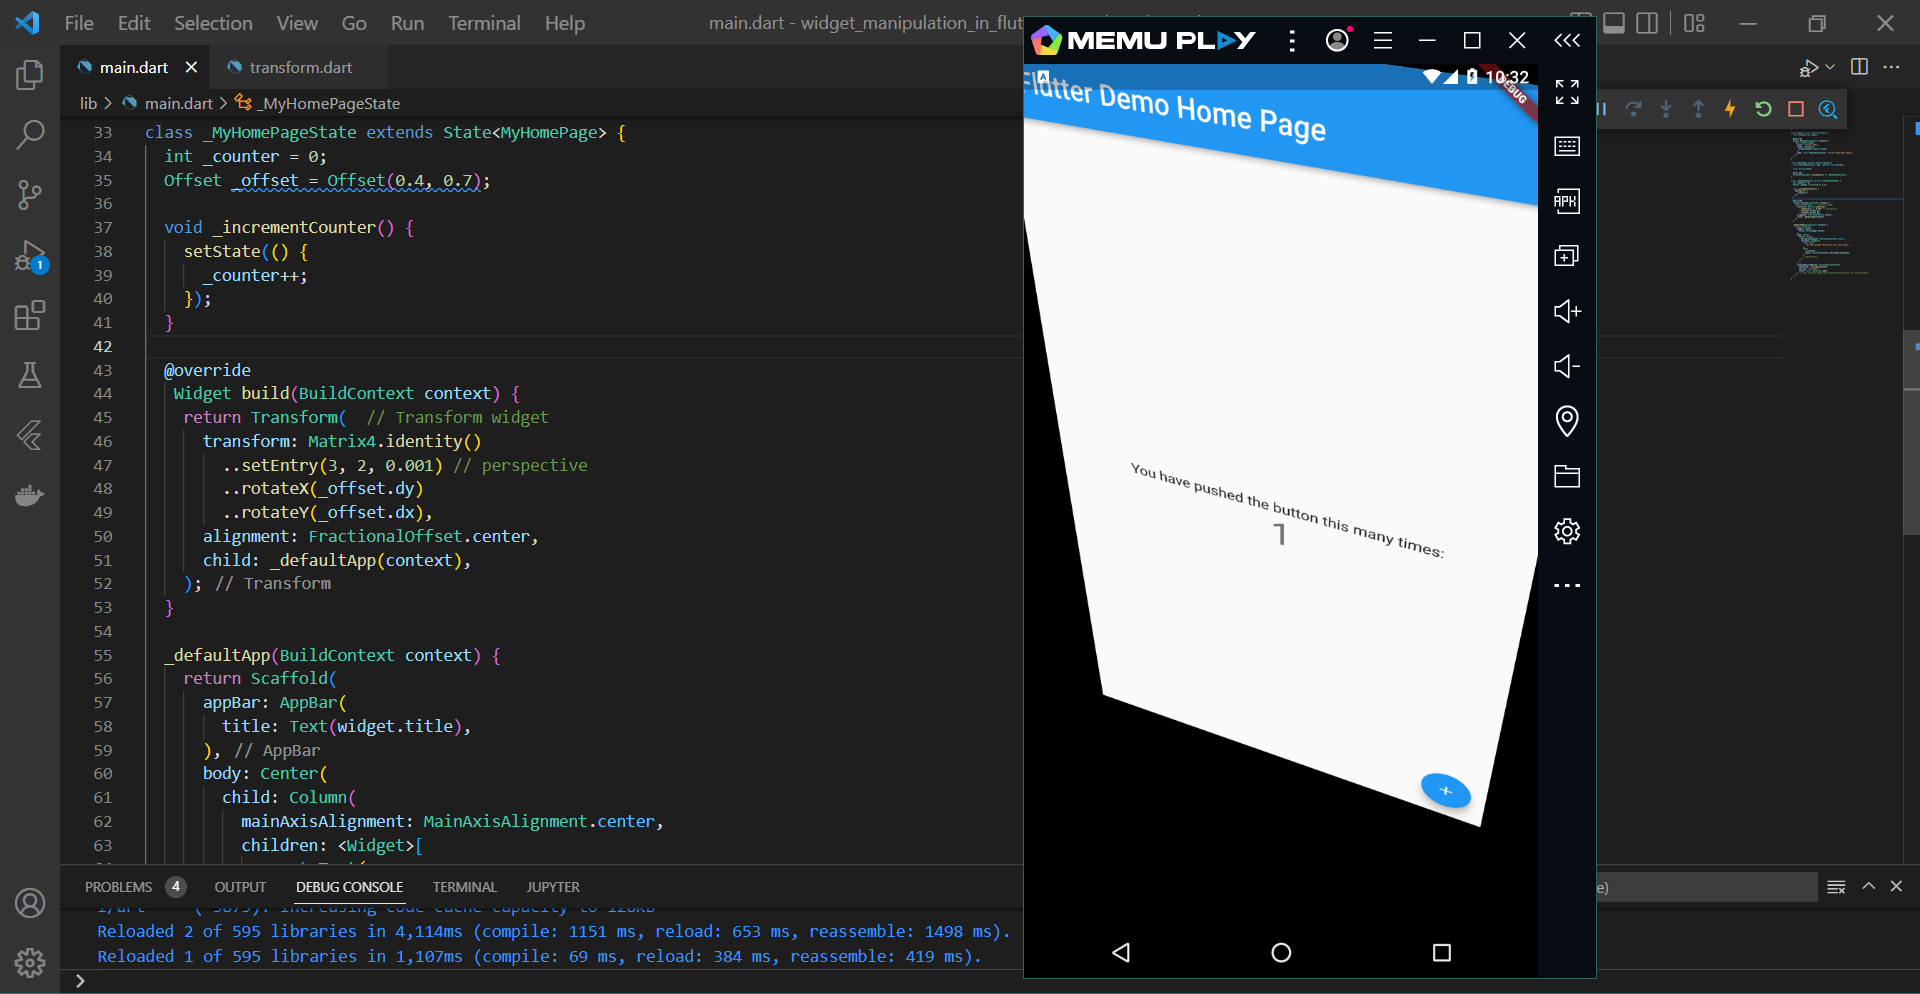 File Edit Selection View Go Run Terminal Help
main.dart - widget_manipulation_in_flu
main.dart
transform.dart
lib > main.dart > _MyHomePageState
33 class _MyHomePageState extends State<MyHomePage> {
34 int _counter = 0;
35 Offset _offset = Offset(0.4, 0.7);
36
37 void _incrementCounter() {
38 setState(() {
39 _counter++;
40 });
41 }
42
43 @override
44 Widget build(BuildContext context) {
45 return Transform( // Transform widget
46 transform: Matrix4.identity()
47 ..setEntry(3, 2, 0.001) // perspective
48 ..rotateX(_offset.dy)
49 ..rotateY(_offset.dx),
50 alignment: FractionalOffset.center,
51 child: _defaultApp(context),
52 ); // Transform
53 }
54
55 _defaultApp(BuildContext context) {
56 return Scaffold(
57 appBar: AppBar(
58 title: Text(widget.title),
59 ), // AppBar
60 body: Center(
61 child: Column(
62 mainAxisAlignment: MainAxisAlignment.center,
63 children: <Widget>[
1
PROBLEMS 4 OUTPUT DEBUG CONSOLE TERMINAL JUPYTER
Reloaded 2 of 595 libraries in 4,114ms (compile: 1151 ms, reload: 653 ms, reassemble: 1498 ms).
Reloaded 1 of 595 libraries in 1,107ms (compile: 69 ms, reload: 384 ms, reassemble: 419 ms).
>
MEMU PLAY
A
10:32
Flutter Demo Home Page
DEBUG
You have pushed the button this many times:
1
+
APK
e)